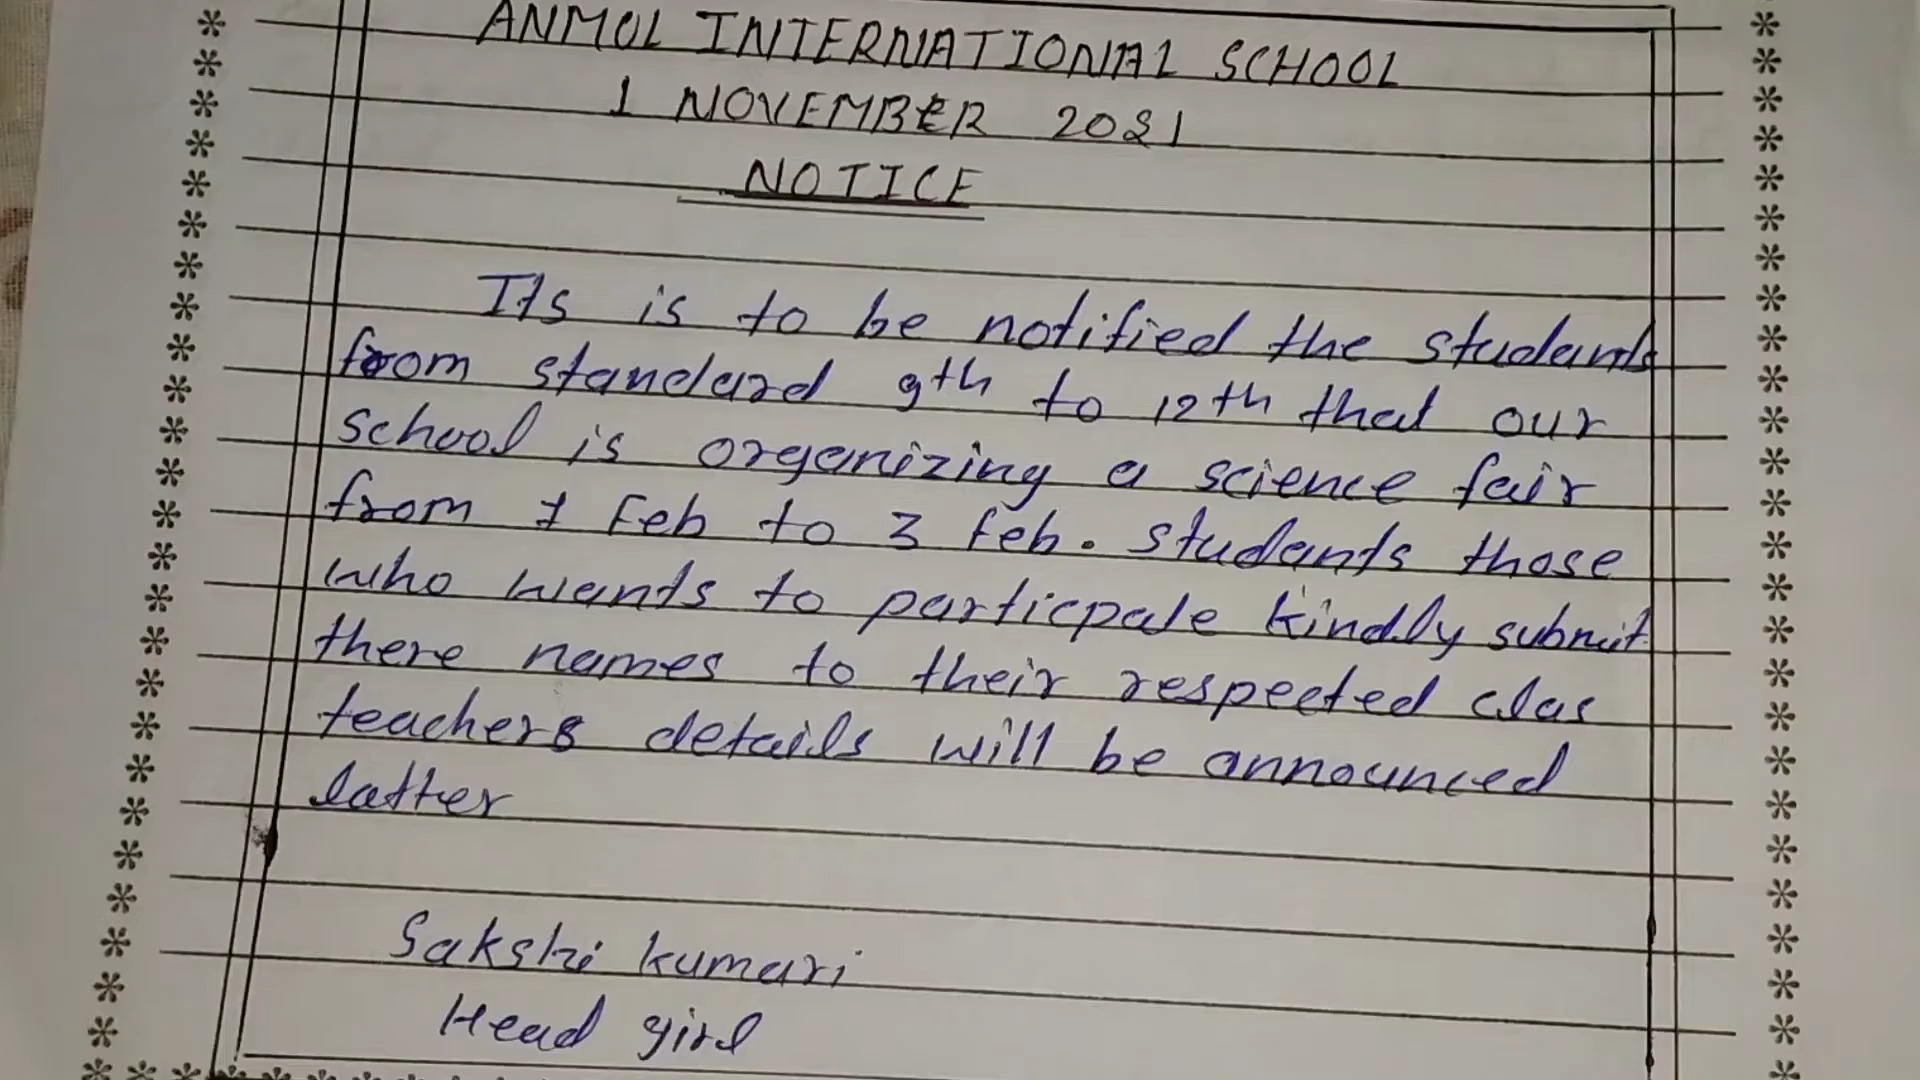 ANMOL INTERNATIONAL SCHOOL
1 NOVEMBER 2021
NOTICE
Its is to be notified the students
from standard 9th to 12th that our
school is organizing a science fair
from 1 Feb to 3 feb. students those
who wants to particpate kindly submit
there names to their respected clas
teachers details will be announced
latter
Sakshi kumari
Head girl